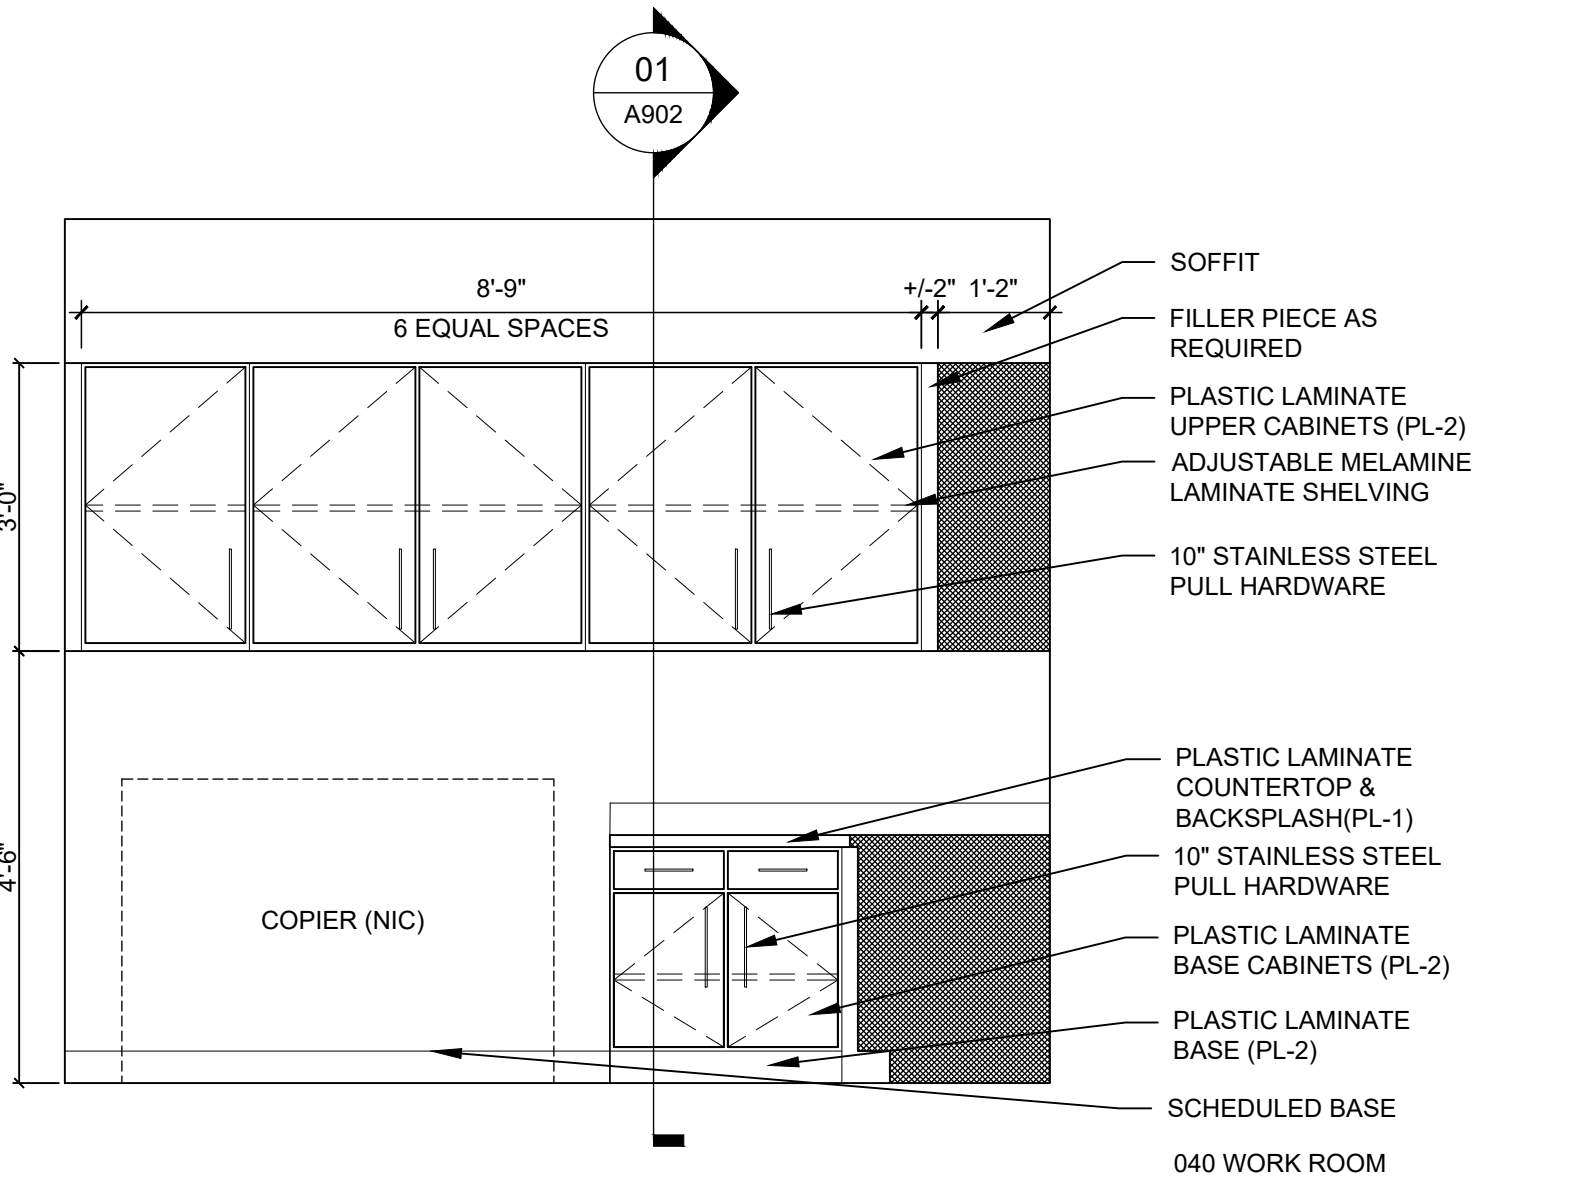 01
A902
8'-9"
+/-2"
1'-2"
6 EQUAL SPACES
SOFFIT
FILLER PIECE AS
REQUIRED
PLASTIC LAMINATE
UPPER CABINETS (PL-2)
ADJUSTABLE MELAMINE
LAMINATE SHELVING
3'-0"
10" STAINLESS STEEL
PULL HARDWARE
PLASTIC LAMINATE
COUNTERTOP &
BACKSPLASH(PL-1)
4'-6"
10" STAINLESS STEEL
PULL HARDWARE
COPIER (NIC)
PLASTIC LAMINATE
BASE CABINETS (PL-2)
PLASTIC LAMINATE
BASE (PL-2)
SCHEDULED BASE
040 WORK ROOM